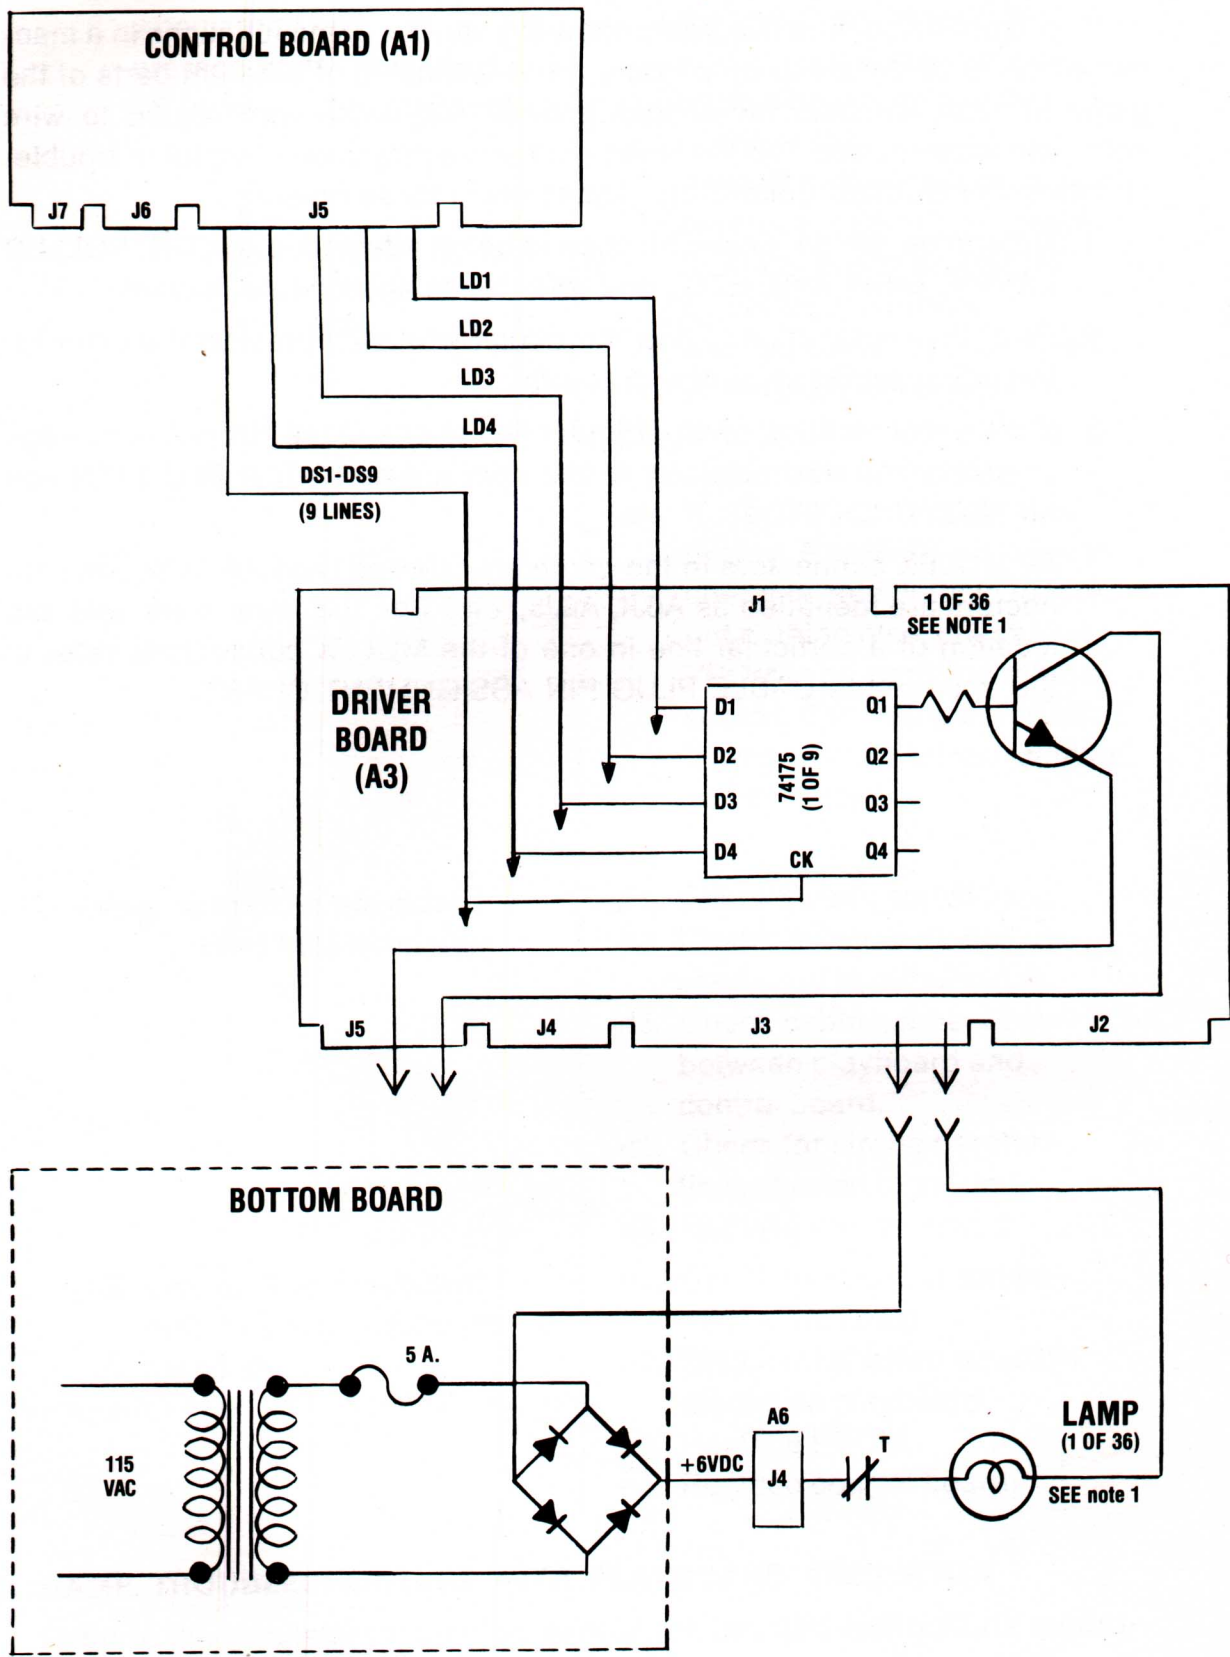 CONTROL BOARD (A1)
J7
J6
J5
LD1
LD2
LD3
LD4
DS1-DS9
(9 LINES)
J1
1 OF 36
SEE NOTE 1
DRIVER
BOARD
(A3)
D1
D2
D3
D4
74175
(1 OF 9)
CK
Q1
Q2
Q3
Q4
J5
J4
J3
J2
BOTTOM BOARD
5 A.
115
VAC
+6VDC
A6
J4
T
LAMP
(1 OF 36)
SEE note 1